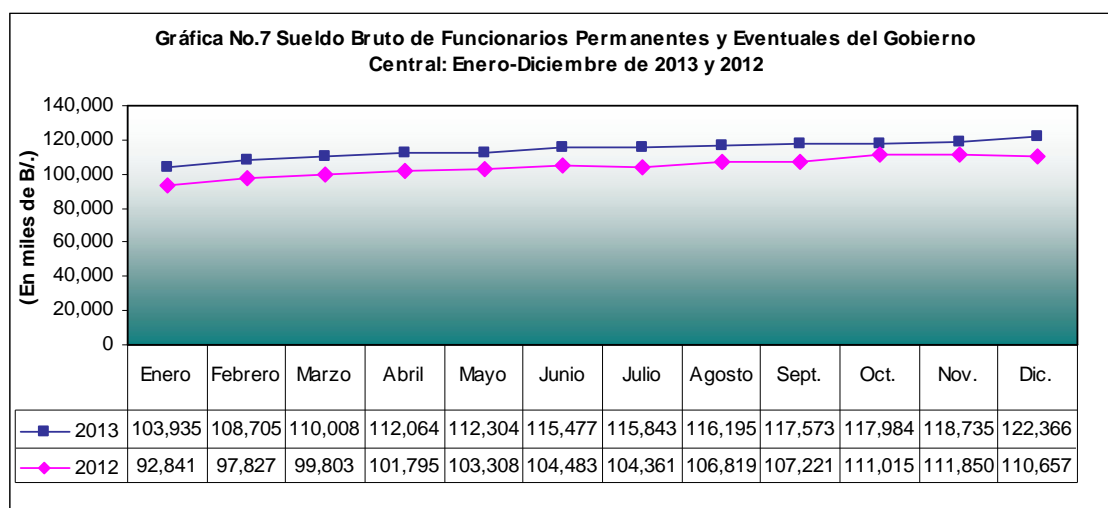 Gráfica No.7 Sueldo Bruto de Funcionarios Permanentes y Eventuales del Gobierno
Central: Enero-Diciembre de 2013 y 2012
(En miles de B/.)
140,000
120,000
100,000
80,000
60,000
40,000
20,000
0
Enero Febrero Marzo Abril Mayo Junio Julio Agosto Sept. Oct. Nov. Dic.
2013 103,935 108,705 110,008 112,064 112,304 115,477 115,843 116,195 117,573 117,984 118,735 122,366
2012 92,841 97,827 99,803 101,795 103,308 104,483 104,361 106,819 107,221 111,015 111,850 110,657